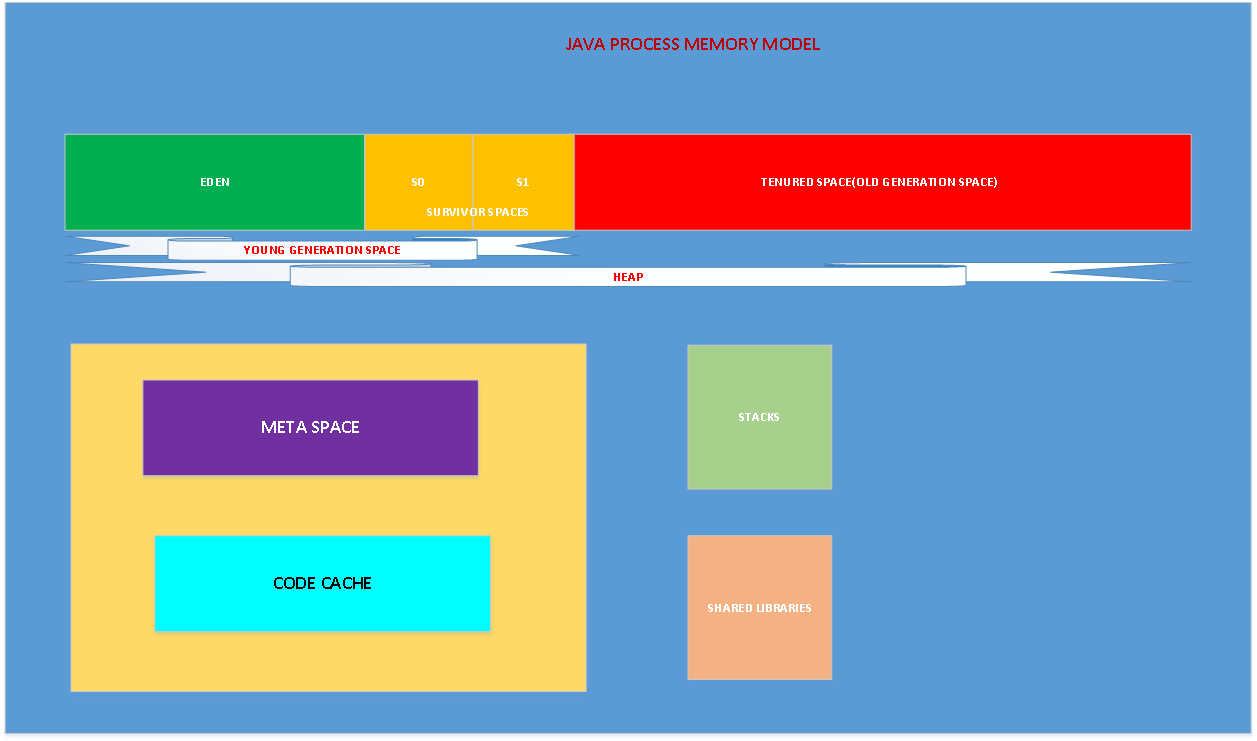 JAVA PROCESS MEMORY MODEL
EDEN
S0
S1
SURVIVOR SPACES
TENURED SPACE(OLD GENERATION SPACE)
YOUNG GENERATION SPACE
HEAP
META SPACE
STACKS
CODE CACHE
SHARED LIBRARIES